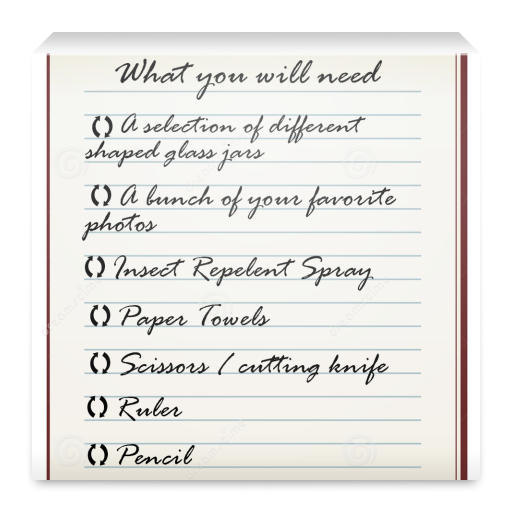 What you will need
A selection of different
shaped glass jars
A bunch of your favorite
photos
Insect Repelent Spray
Paper Towels
Scissors / cutting knife
Ruler
Pencil